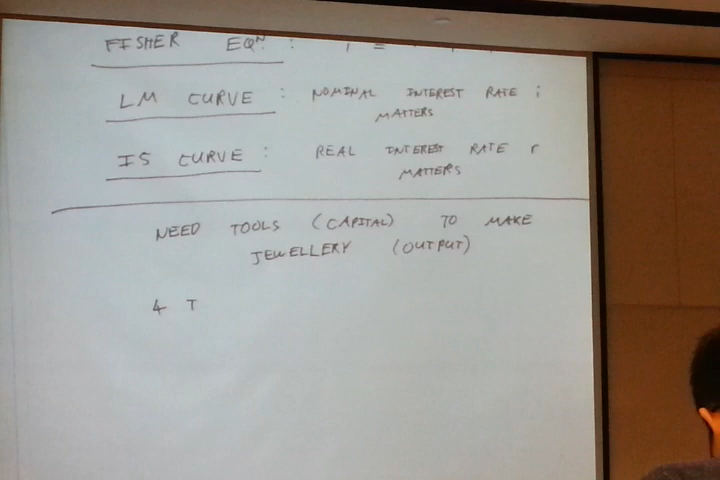 FISHER EQN: i =
LM CURVE : NOMINAL INTEREST RATE i
MATTERS
IS CURVE : REAL INTEREST RATE r
MATTERS
NEED TOOLS (CAPITAL) TO MAKE
JEWELLERY (OUTPUT)
4 T